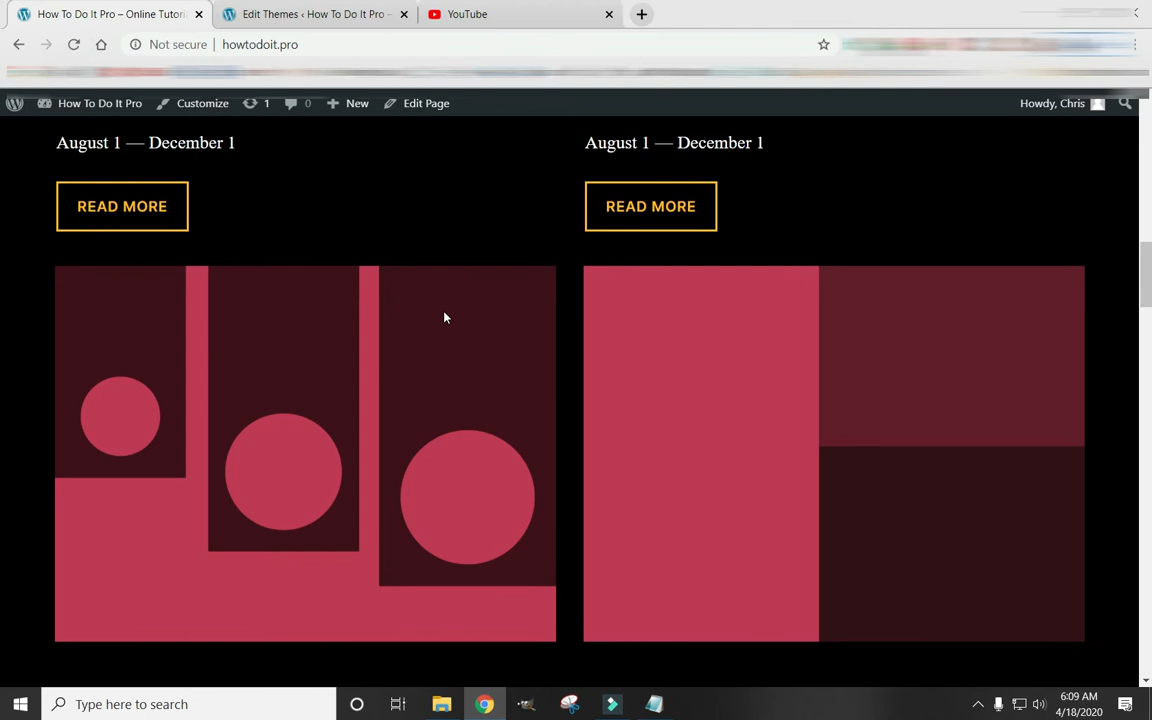 How To Do It Pro – Online Tutori
Edit Themes ‹ How To Do It Pro –
YouTube
Not secure
howtodoit.pro
How To Do It Pro
Customize
1
0
New
Edit Page
Howdy, Chris
August 1 — December 1
August 1 — December 1
READ MORE
READ MORE
Type here to search
6:09 AM
4/18/2020